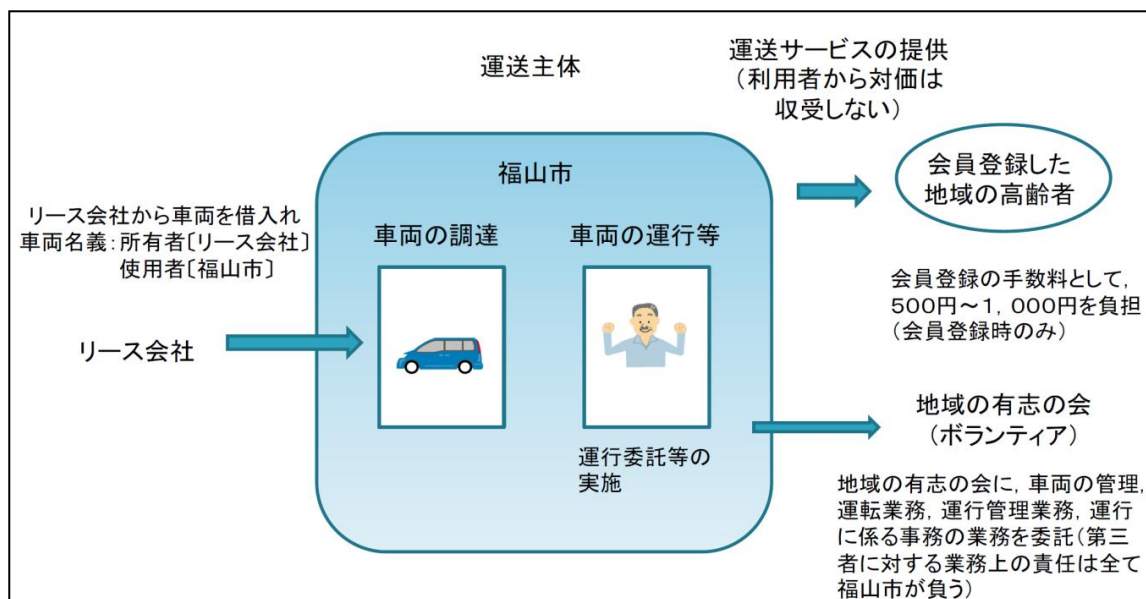 運送主体
運送サービスの提供
(利用者から対価は
収受しない)
福山市
会員登録した
地域の高齢者
リース会社から車両を借入れ
車両名義:所有者〔リース会社〕
使用者〔福山市〕
車両の調達
車両の運行等
会員登録の手数料として,
500円~1,000円を負担
(会員登録時のみ)
リース会社
地域の有志の会
(ボランティア)
運行委託等の
実施
地域の有志の会に,車両の管理,
運転業務,運行管理業務,運行
に係る事務の業務を委託(第三
者に対する業務上の責任は全て
福山市が負う)